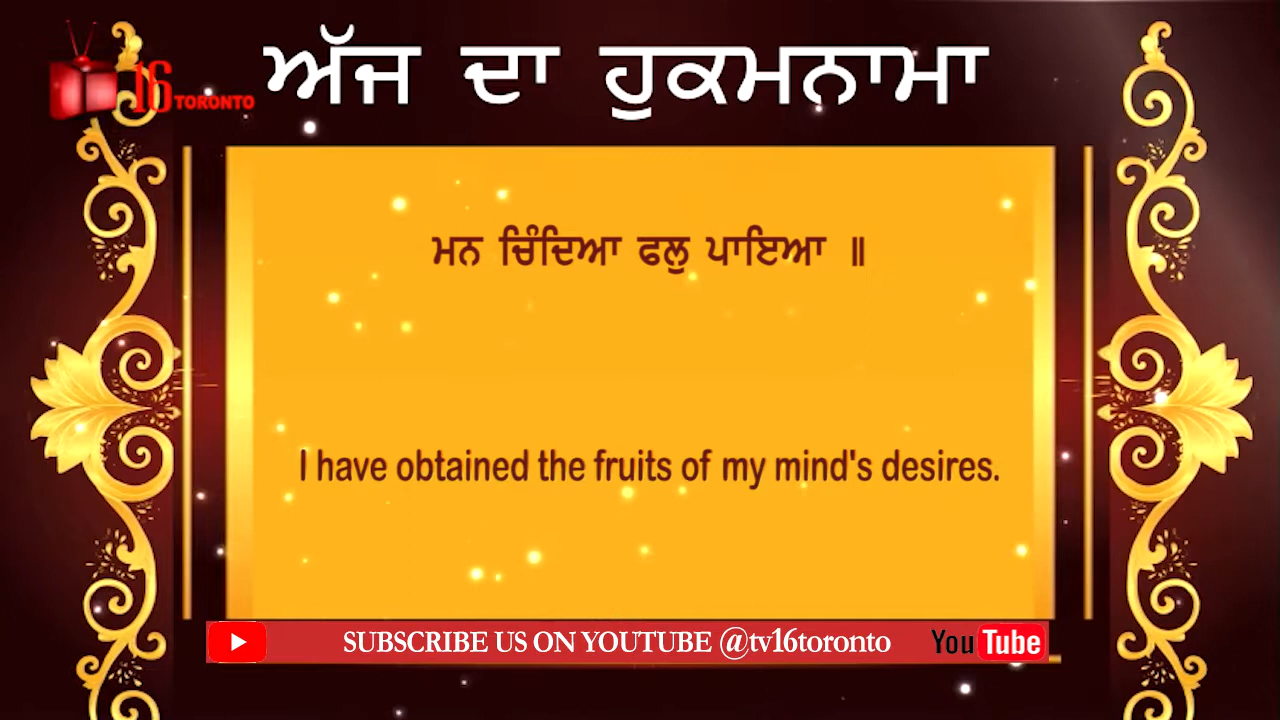 16 TORONTO
ਅੱਜ ਦਾ ਹੁਕਮਨਾਮਾ
ਮਨ ਚਿੰਦਿਆ ਫਲੁ ਪਾਇਆ ॥
I have obtained the fruits of my mind's desires.
SUBSCRIBE US ON YOUTUBE @tv16toronto YouTube